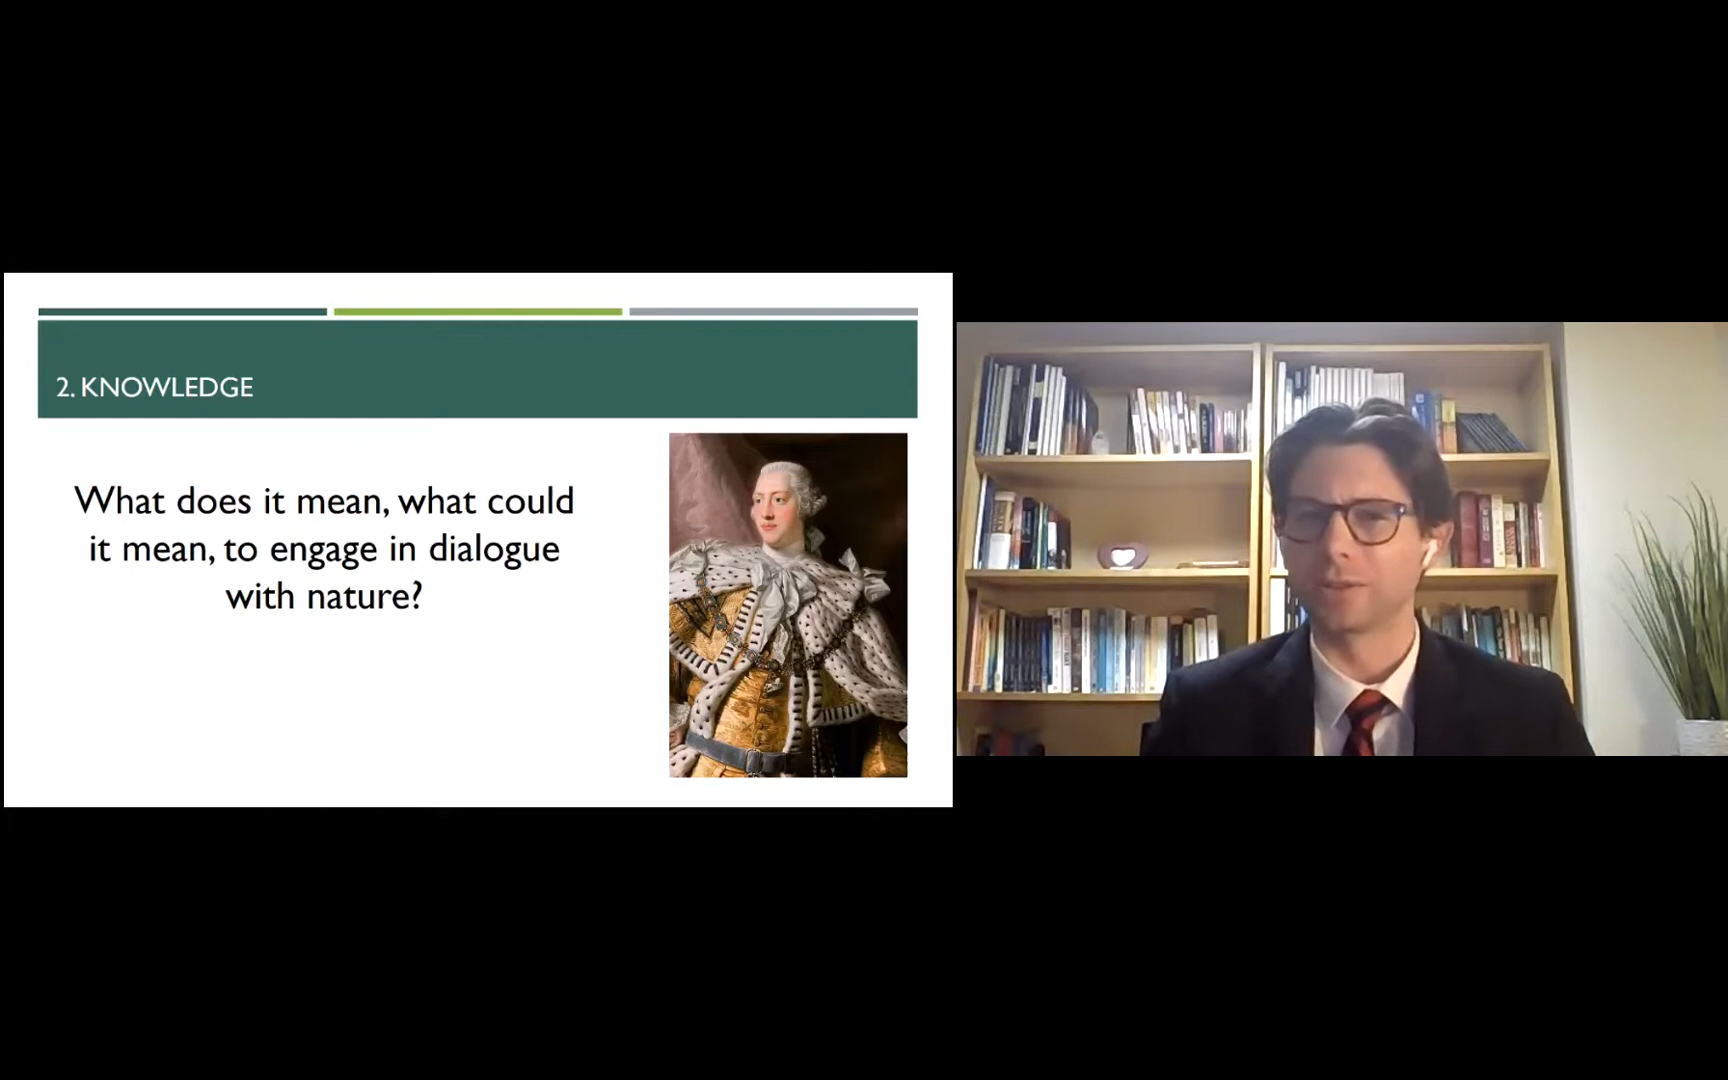 2. KNOWLEDGE
What does it mean, what could
it mean, to engage in dialogue
with nature?